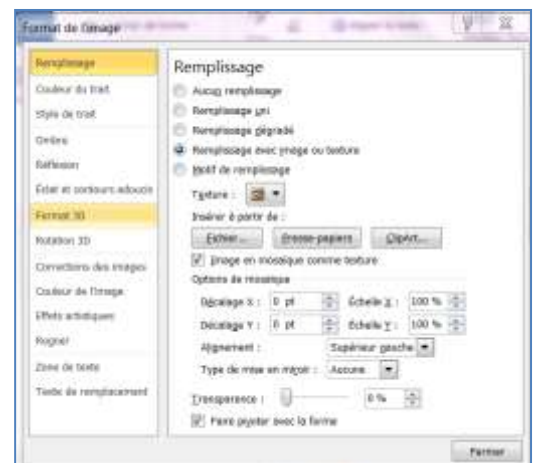 Format de l'image
Remplissage
Couleur du trait
Style de trait
Ombre
Réflexion
Éclat et contours adoucis
Format 3D
Rotation 3D
Corrections des images
Couleur de l'image
Effets artistiques
Rogner
Zone de texte
Texte de remplacement
Remplissage
Aucun remplissage
Remplissage uni
Remplissage dégradé
Remplissage avec image ou texture
Motif de remplissage
Texture :
Insérer à partir de :
Fichier... Presse-papiers ClipArt...
Image en mosaïque comme texture
Options de mosaïque
Décalage X : 0 pt Échelle X : 100 %
Décalage Y : 0 pt Échelle Y : 100 %
Alignement : Supérieur gauche
Type de mise en miroir : Aucune
Transparence : 0 %
Faire pivoter avec la forme
Fermer